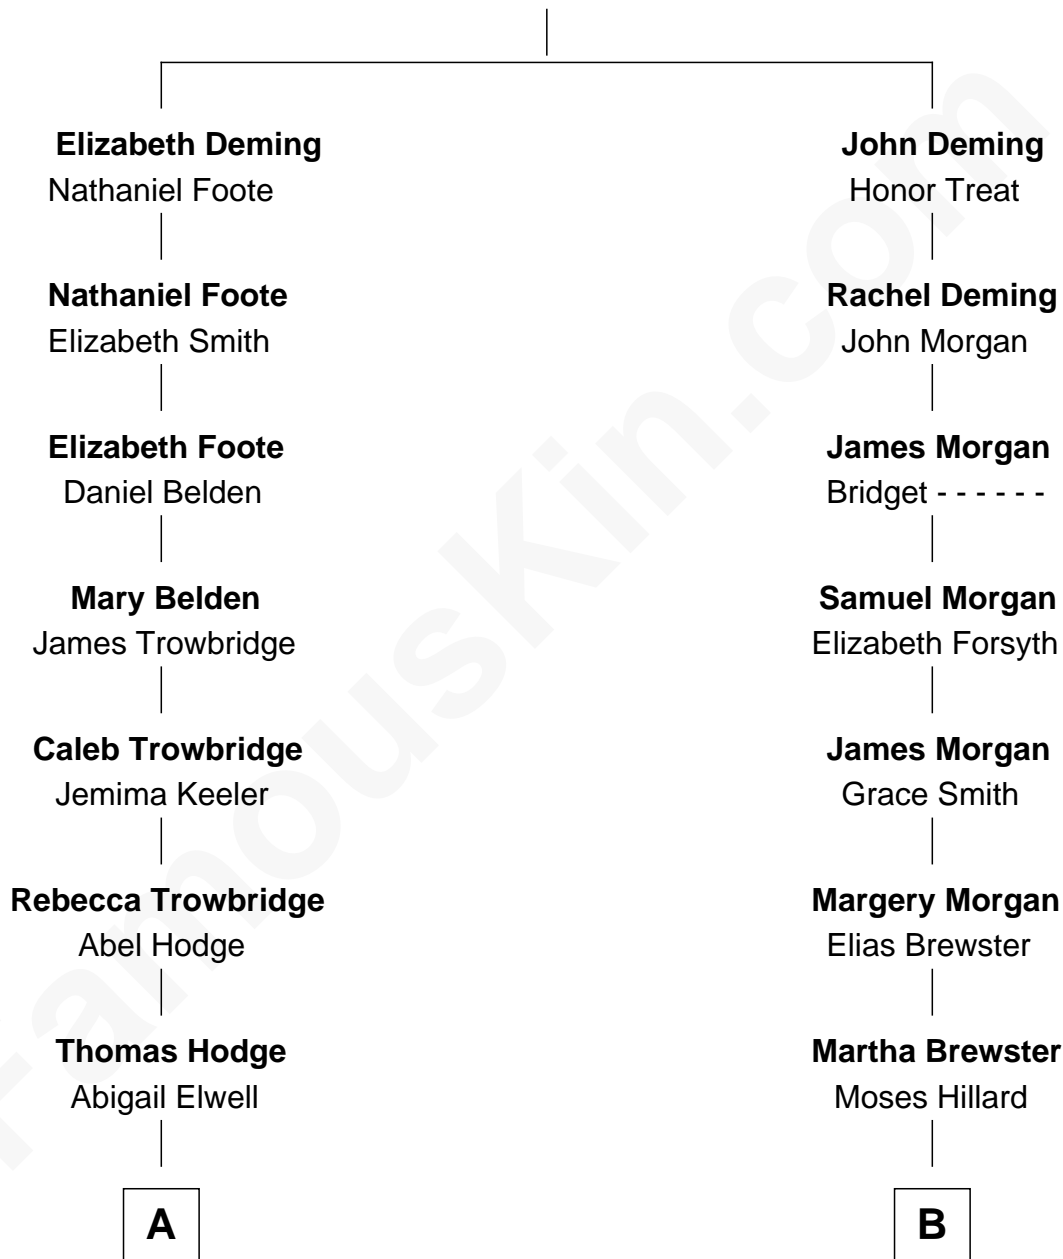 Elizabeth Deming
Nathaniel Foote
John Deming
Honor Treat
Nathaniel Foote
Elizabeth Smith
Rachel Deming
John Morgan
Elizabeth Foote
Daniel Belden
James Morgan
Bridget - - - - - -
Mary Belden
James Trowbridge
Samuel Morgan
Elizabeth Forsyth
Caleb Trowbridge
Jemima Keeler
James Morgan
Grace Smith
Rebecca Trowbridge
Abel Hodge
Margery Morgan
Elias Brewster
Thomas Hodge
Abigail Elwell
Martha Brewster
Moses Hillard
A
B
FamousKin.com